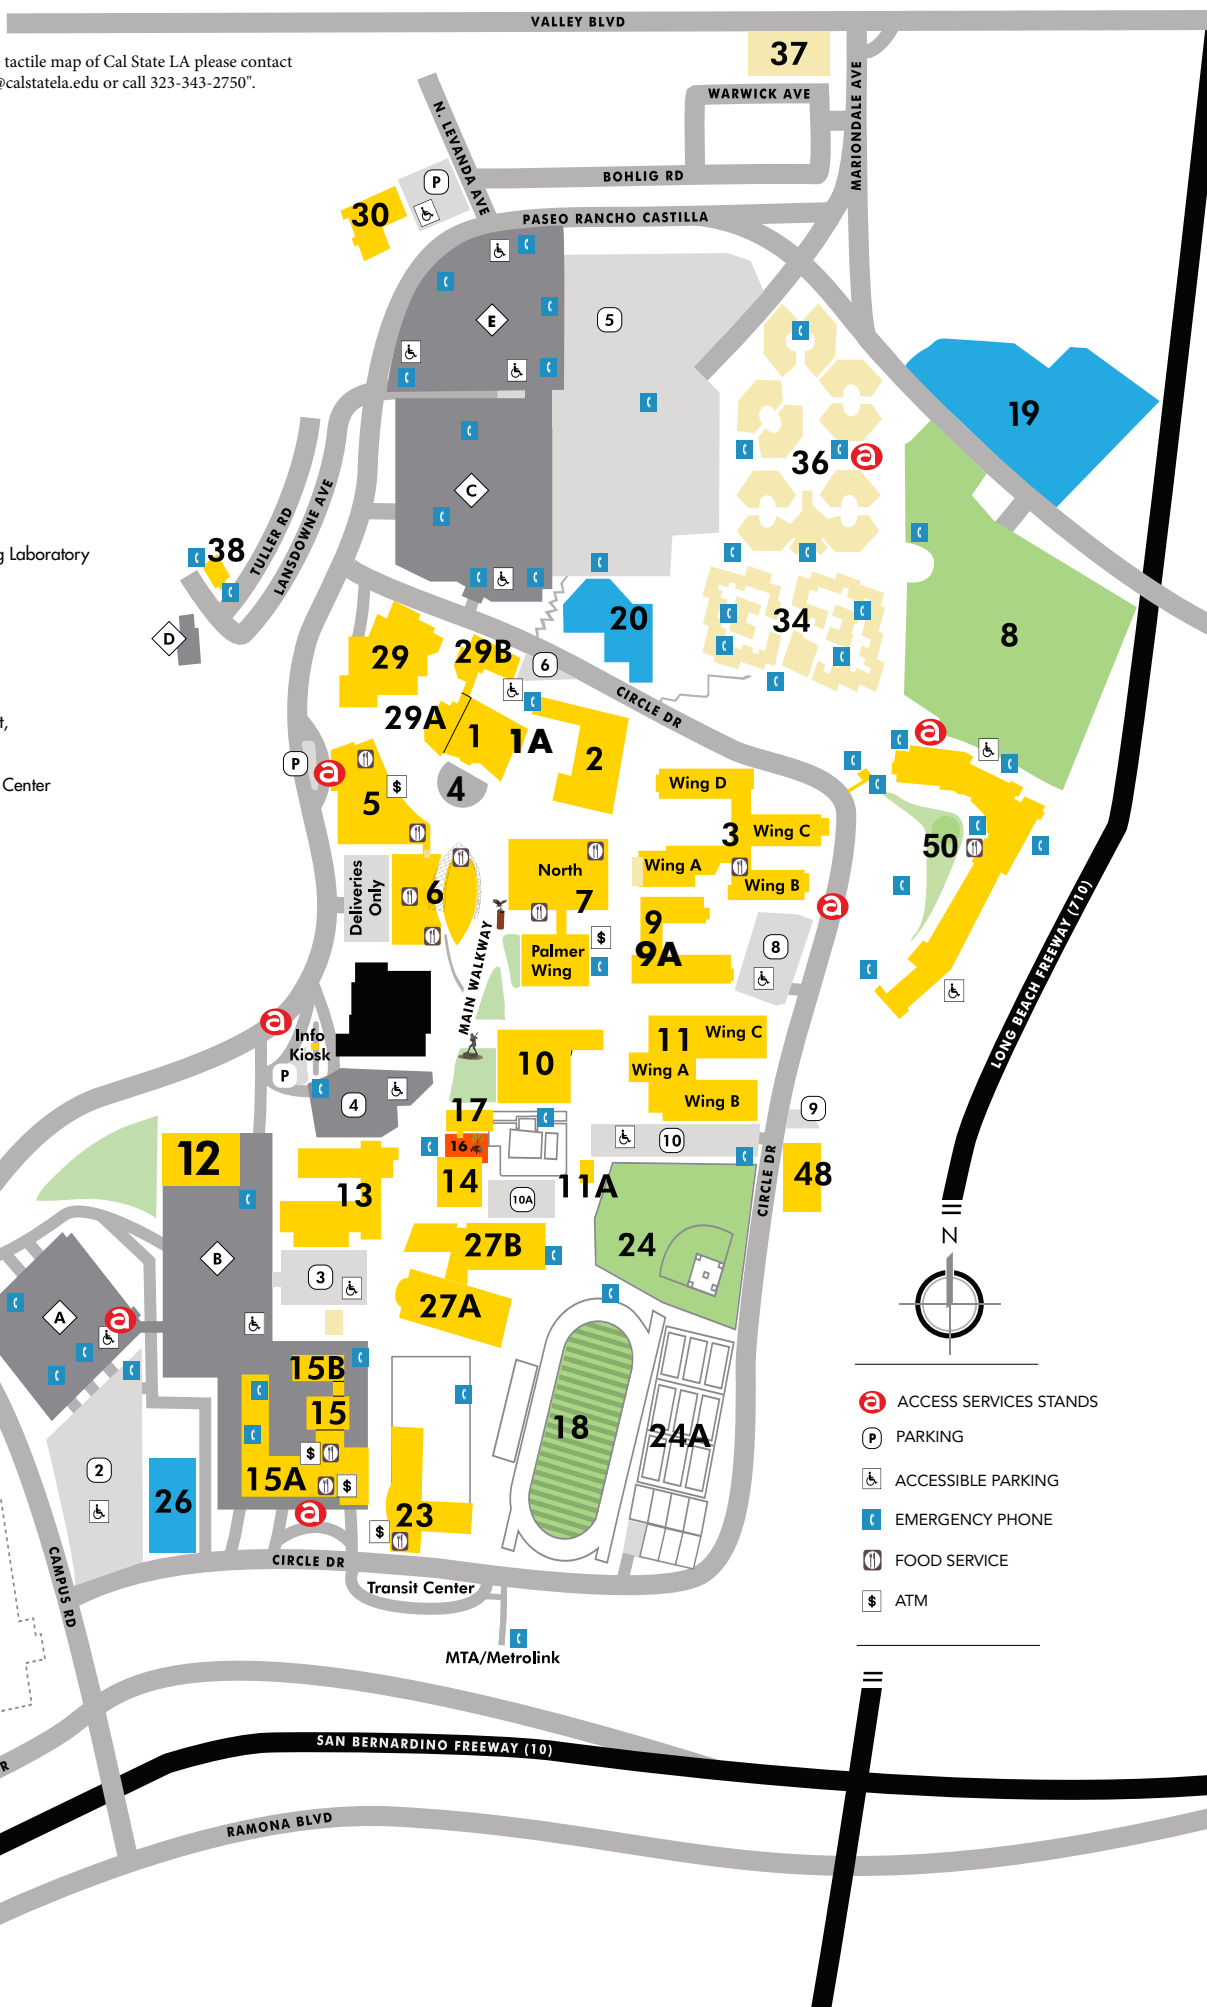 VALLEY BLVD
tactile map of Cal State LA please contact
@calstatela.edu or call 323-343-2750".
37
WARWICK AVE
MARIONDALE AVE
N. LEVANDA AVE
BOHLIG RD
P
30
PASEO RANCHO CASTILLA
E
5
19
36
C
TULLER RD
LANSDOWNE AVE
g Laboratory
38
D
20
34
8
29
29B
6
CIRCLE DR
29A
1
1A
2
t,
P
Center
4
5
Wing D
3
Wing C
Wing A
Wing B
50
Deliveries
Only
6
North
7
9
9A
8
Palmer
Wing
$
$
MAIN WALKWAY
LONG BEACH FREEWAY (710)
Info
Kiosk
P
10
11
Wing C
Wing A
Wing B
4
17
9
16
10
12
14
11A
48
13
10A
CIRCLE DR
N
B
27B
24
3
27A
A
15B
15
18
24A
2
15A
$
$
26
23
$
a ACCESS SERVICES STANDS
P PARKING
ACCESSIBLE PARKING
EMERGENCY PHONE
FOOD SERVICE
$ ATM
CAMPUS RD
CIRCLE DR
Transit Center
MTA/Metrolink
SAN BERNARDINO FREEWAY (10)
R
RAMONA BLVD